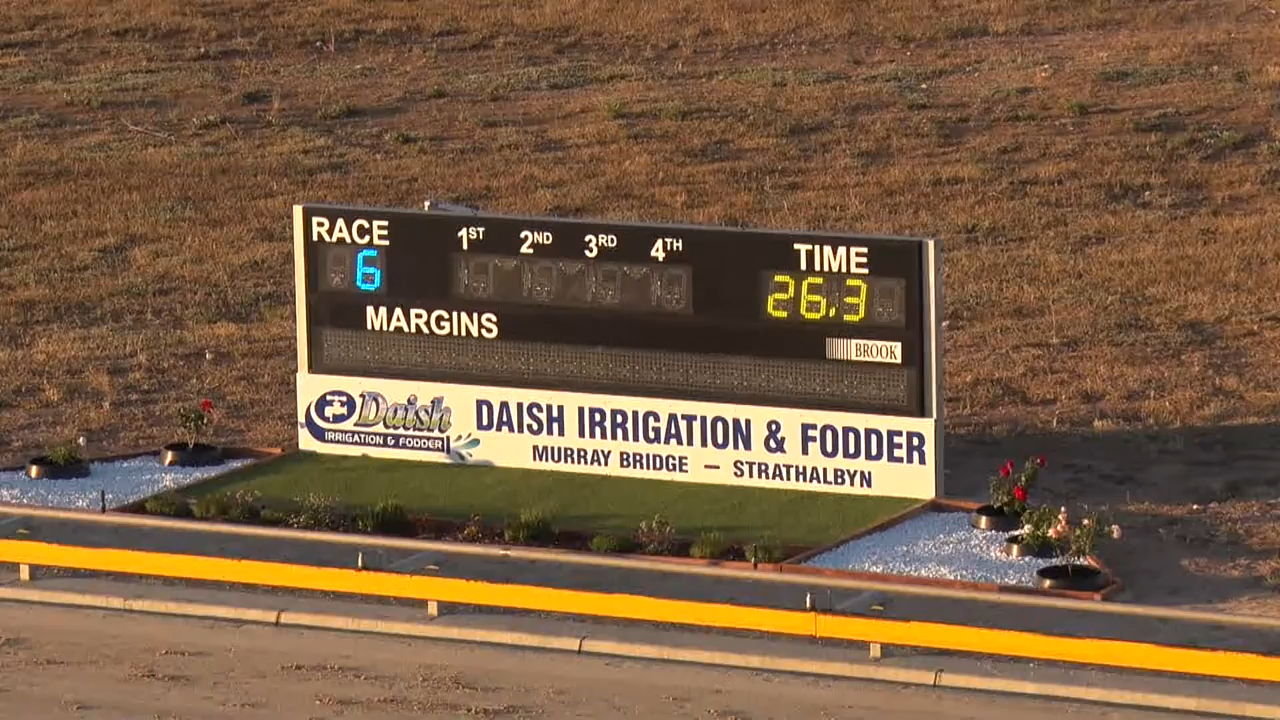 RACE 1ST 2ND 3RD 4TH TIME
6 26.3
MARGINS
BROOK
Daish
IRRIGATION & FODDER
DAISH IRRIGATION & FODDER
MURRAY BRIDGE — STRATHALBYN